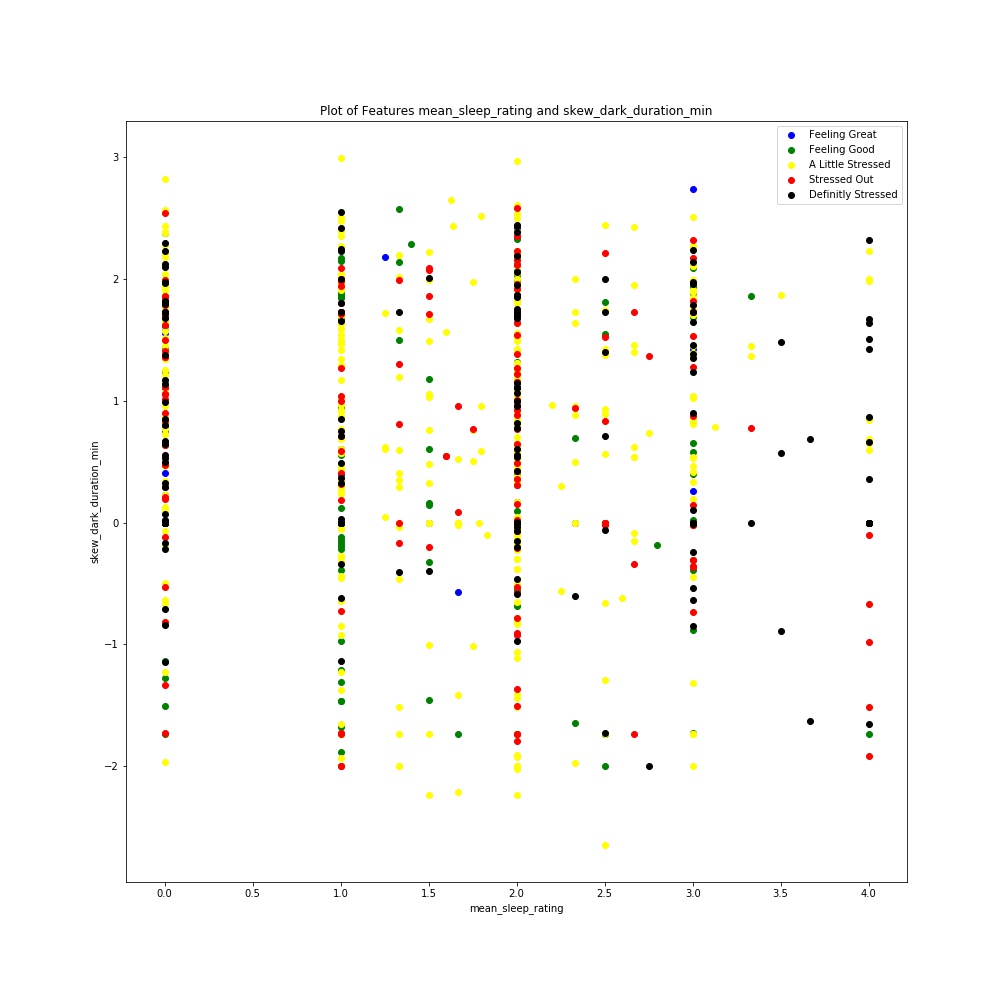 Plot of Features mean_sleep_rating and skew_dark_duration_min
Feeling Great
Feeling Good
A Little Stressed
Stressed Out
Definitly Stressed
3
2
1
0
−1
−2
skew_dark_duration_min
0.0 0.5 1.0 1.5 2.0 2.5 3.0 3.5 4.0
mean_sleep_rating